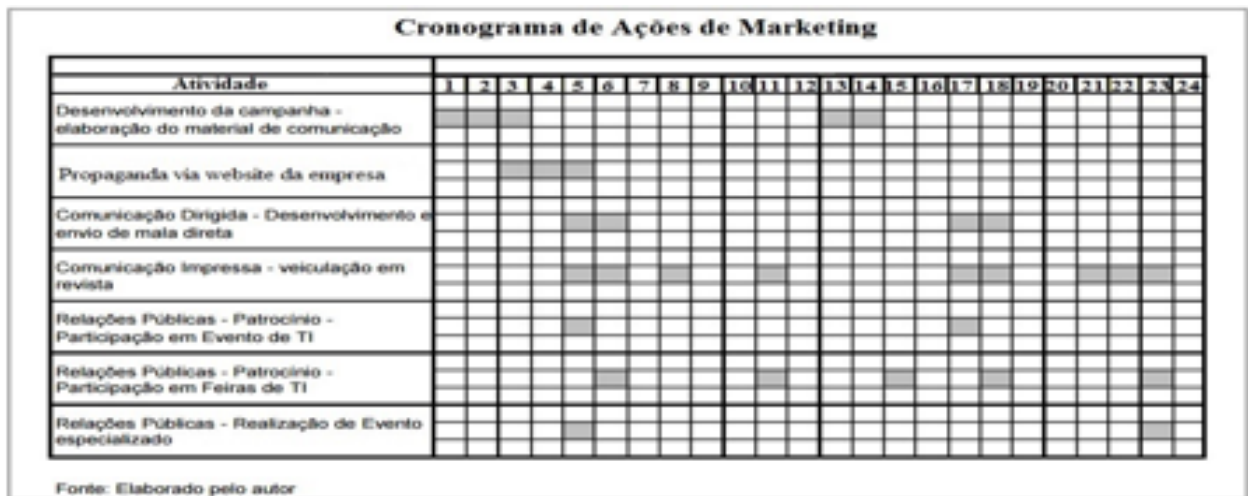 Cronograma de Ações de Marketing
Atividade 1 2 3 4 5 6 7 8 9 10 11 12 13 14 15 16 17 18 19 20 21 22 23 24
Desenvolvimento da campanha -
elaboração do material de comunicação
Propaganda via website da empresa
Comunicação Dirigida - Desenvolvimento e
envio de mala direta
Comunicação Impressa - veiculação em
revista
Relações Públicas - Patrocínio -
Participação em Evento de TI
Relações Públicas - Patrocínio -
Participação em Feiras de TI
Relações Públicas - Realização de Evento
especializado
Fonte: Elaborado pelo autor